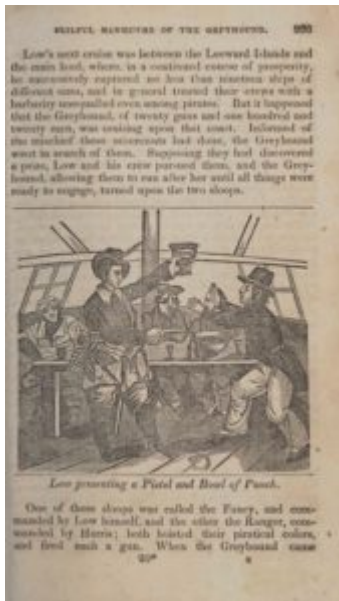 SKILFUL MANEUVRE OF THE GREYHOUND.
Low's next cruise was between the Leeward Islands and
the main land, where, in a continued course of prosperity,
he successively captured no less than nineteen ships of
different sizes, and in general treated their crews with a
barbarity unequalled even among pirates. But it happened
that the Greyhound, of twenty guns and one hundred and
twenty men, was cruising upon that coast. Informed of
the mischief these miscreants had done, the Greyhound
went in search of them. Supposing they had discovered
a prize, Low and his crew pursued them, and the Grey-
hound, allowing them to run after her until all things were
ready to engage, turned upon the two sloops.
Low presenting a Pistol and Bowl of Punch.
One of these sloops was called the Fancy, and com-
manded by Low himself, and the other the Ranger, com-
manded by Harris; both hoisted their piratical colors,
and fired each a gun. When the Greyhound came